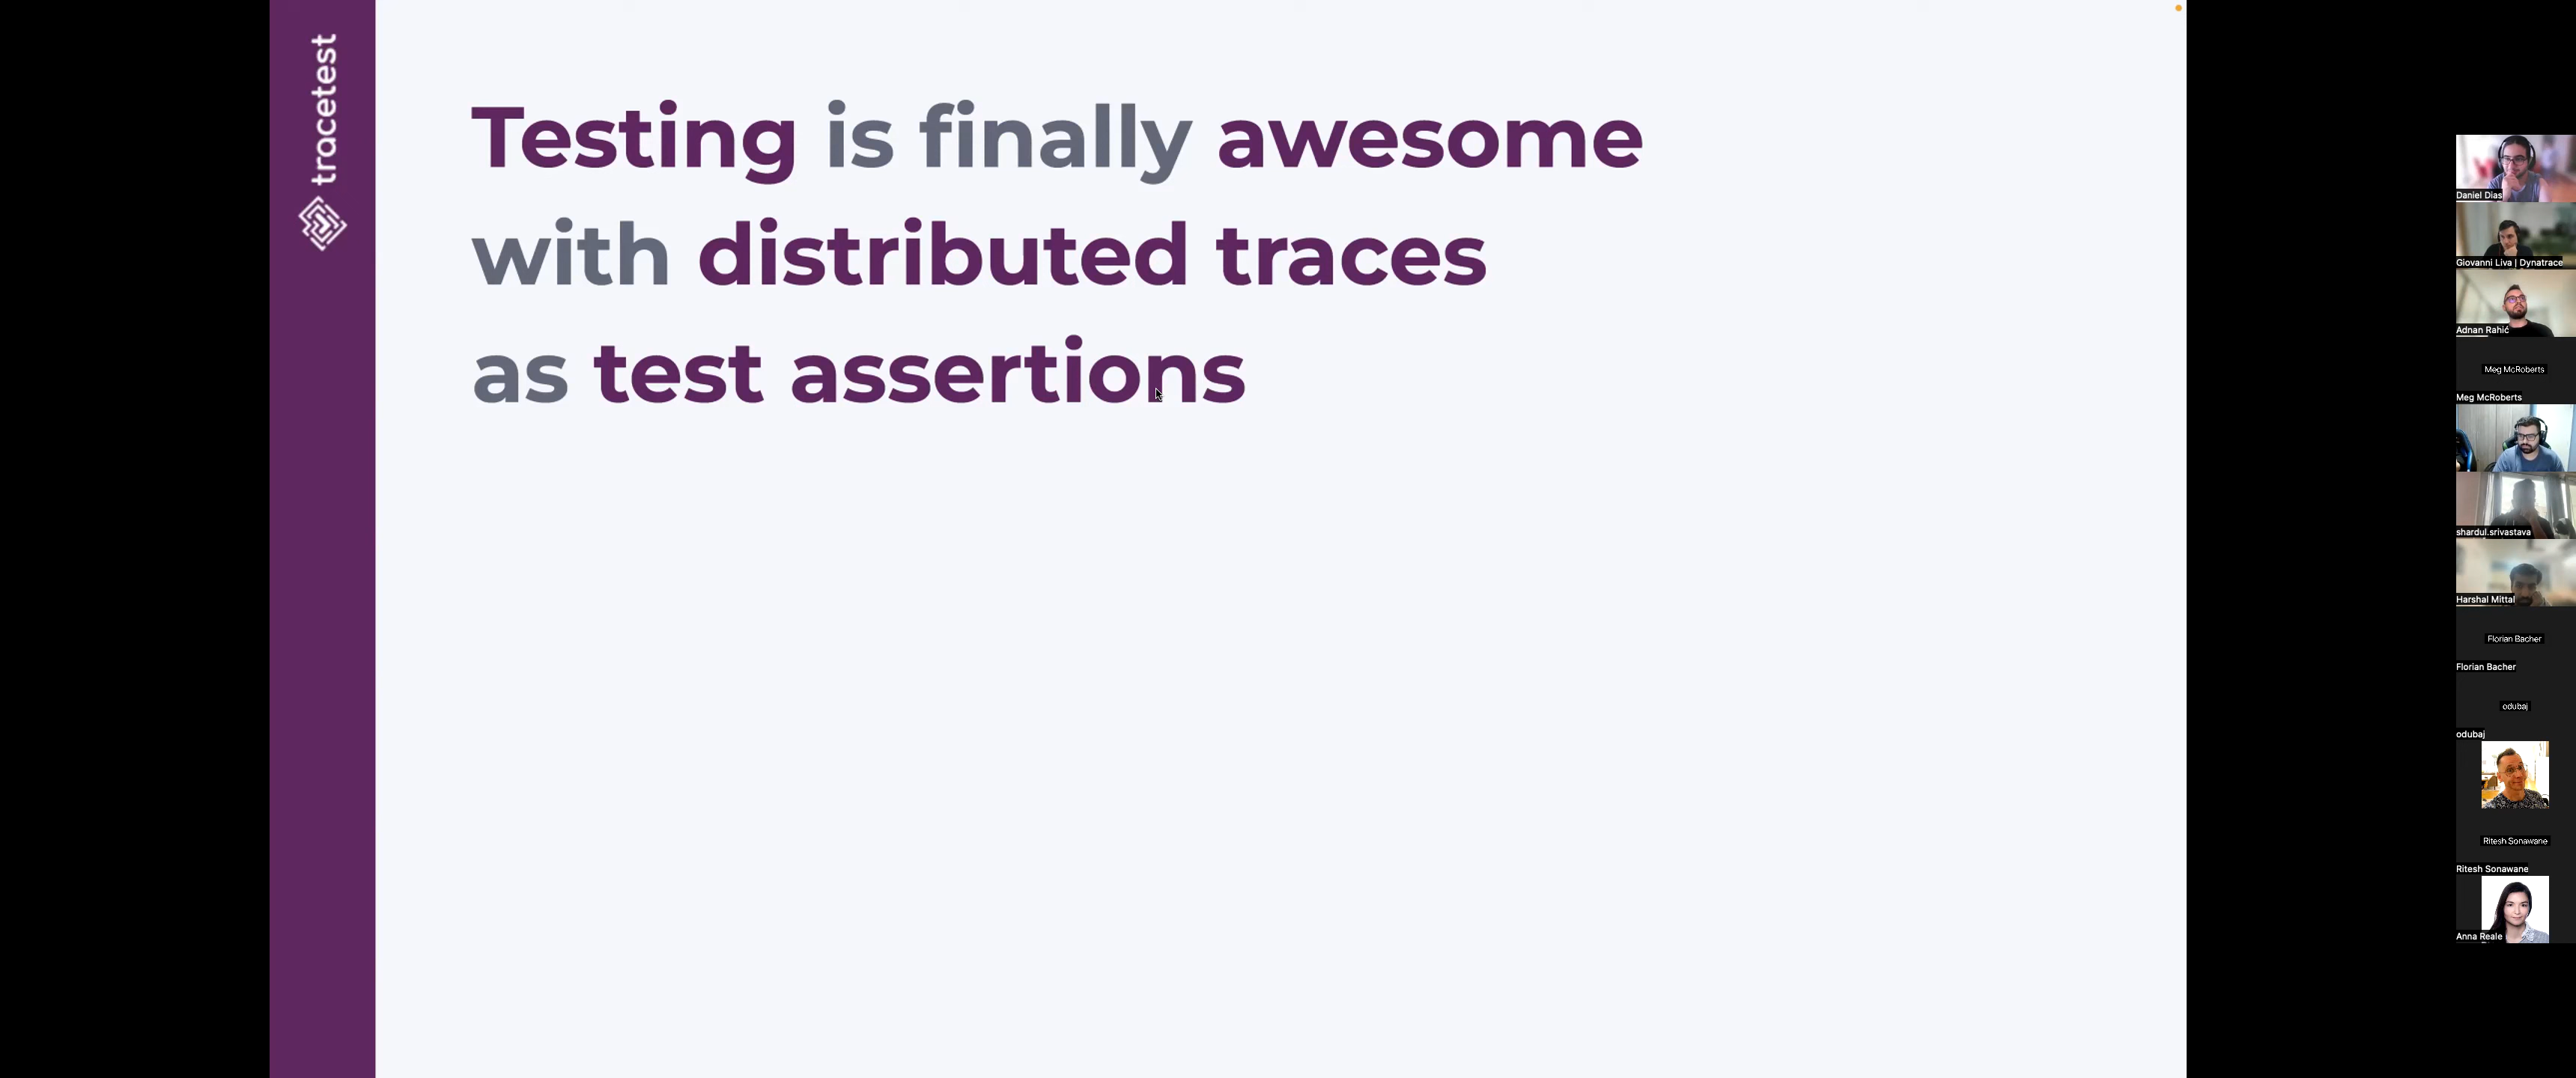 tracetest
Testing is finally awesome
with distributed traces
as test assertions
Daniel Dias
Giovanni Liva | Dynatrace
Adnan Rahić
Meg McRoberts
Meg McRoberts
shardul.srivastava
Harshal Mittal
Florian Bacher
Florian Bacher
odubaj
odubaj
Ritesh Sonawane
Ritesh Sonawane
Anna Reale